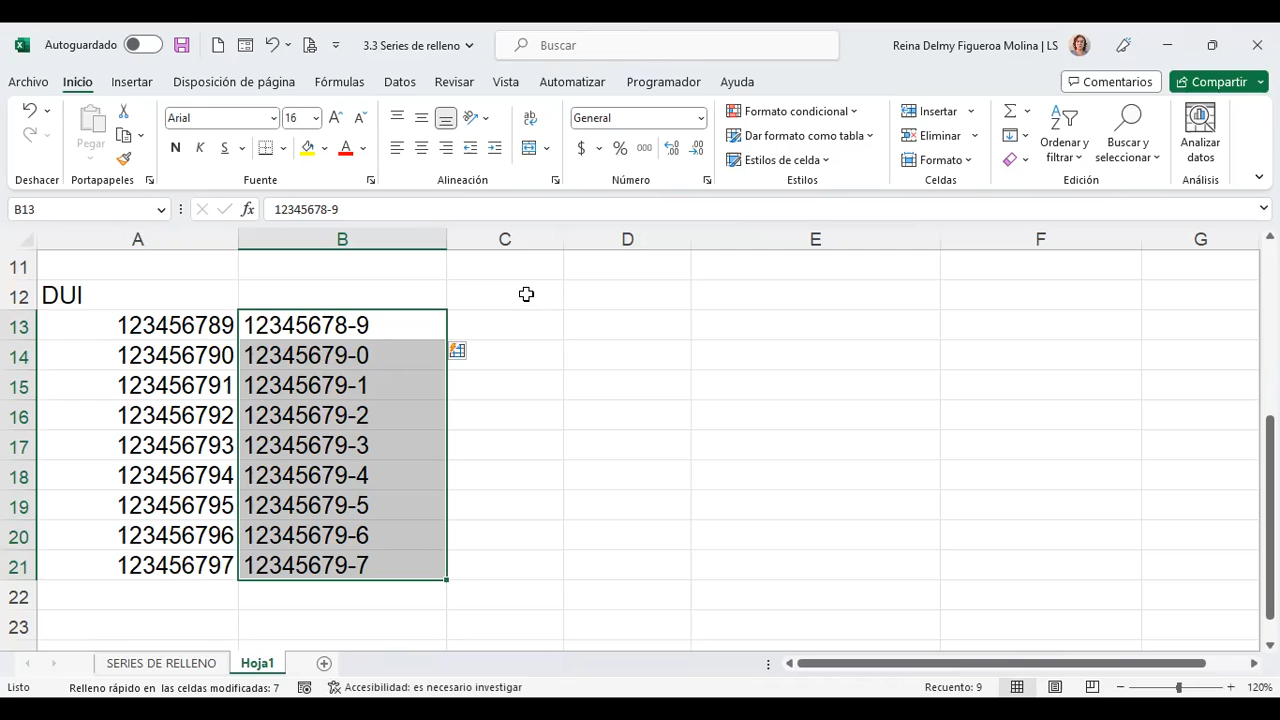 Autoguardado 3.3 Series de relleno Buscar Reina Delmy Figueroa Molina | LS
Archivo Inicio Insertar Disposición de página Fórmulas Datos Revisar Vista Automatizar Programador Ayuda Comentarios Compartir
Pegar Arial 16 General Formato condicional Insertar Ordenar y filtrar Buscar y seleccionar Analizar datos
N K S A $ % 000 Dar formato como tabla Eliminar
Estilos de celda Formato
Deshacer Portapapeles Fuente Alineación Número Estilos Celdas Edición Análisis
B13 fx 12345678-9
A B C D E F G
11
12 DUI
13 123456789 12345678-9
14 123456790 12345679-0
15 123456791 12345679-1
16 123456792 12345679-2
17 123456793 12345679-3
18 123456794 12345679-4
19 123456795 12345679-5
20 123456796 12345679-6
21 123456797 12345679-7
22
23
SERIES DE RELLENO Hoja1
Listo Relleno rápido en las celdas modificadas: 7 Accesibilidad: es necesario investigar Recuento: 9 120%